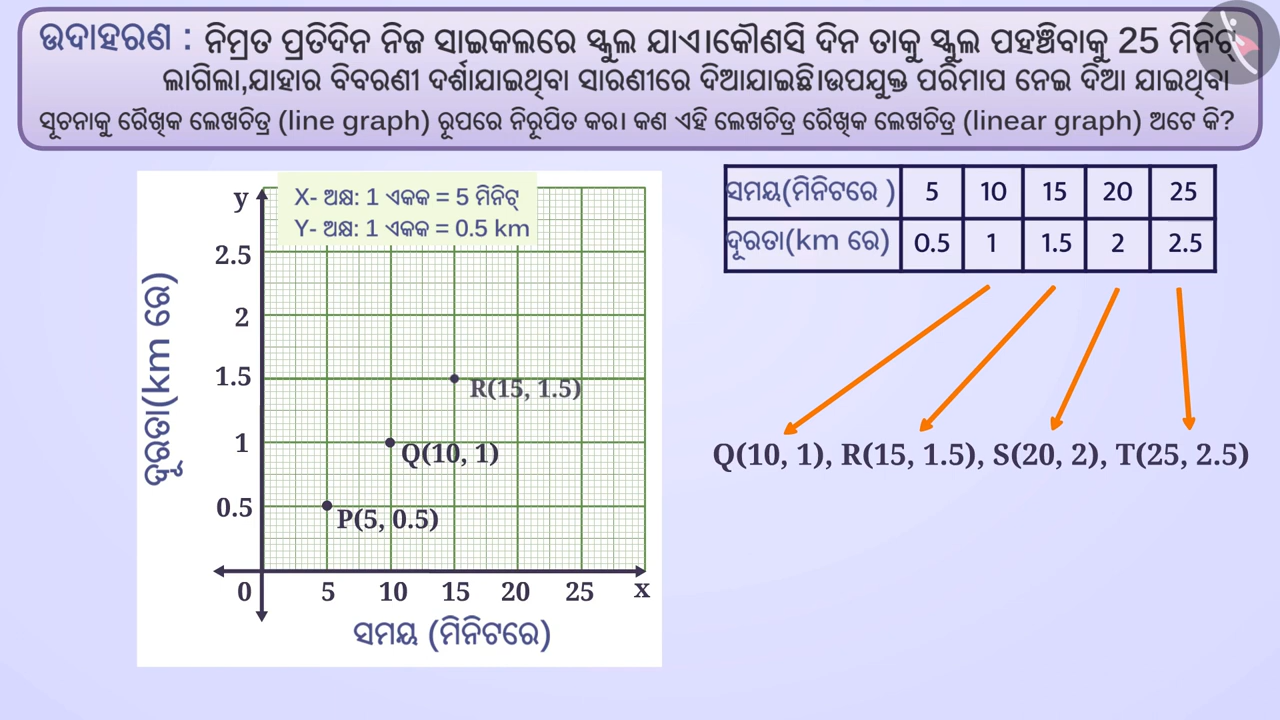 ଉଦାହରଣ : ନିମ୍ରତ ପ୍ରତିଦିନ ନିଜ ସାଇକଲରେ ସ୍କୁଲ ଯାଏ।କୌଣସି ଦିନ ତାକୁ ସ୍କୁଲ ପହଞ୍ଚିବାକୁ 25 ମିନିଟ୍
ଲାଗିଲା,ଯାହାର ବିବରଣୀ ଦର୍ଶାଯାଇଥିବା ସାରଣୀରେ ଦିଆଯାଇଛି।ଉପଯୁକ୍ତ ପରିମାପ ନେଇ ଦିଆ ଯାଇଥିବା
ସୂଚନାକୁ ରୈଖିକ ଲେଖଚିତ୍ର (line graph) ରୂପରେ ନିରୂପିତ କର। କଣ ଏହି ଲେଖଚିତ୍ର ରୈଖିକ ଲେଖଚିତ୍ର (linear graph) ଅଟେ କି?
X- ଅକ୍ଷ: 1 ଏକକ = 5 ମିନିଟ୍
Y- ଅକ୍ଷ: 1 ଏକକ = 0.5 km
y
2.5
2
1.5
1
0.5
0 5 10 15 20 25 x
ଦୂରତା(km ରେ)
ସମୟ (ମିନିଟରେ)
R(15, 1.5)
Q(10, 1)
P(5, 0.5)
ସମୟ(ମିନିଟରେ ) 5 10 15 20 25
ଦୂରତା(km ରେ) 0.5 1 1.5 2 2.5
Q(10, 1), R(15, 1.5), S(20, 2), T(25, 2.5)